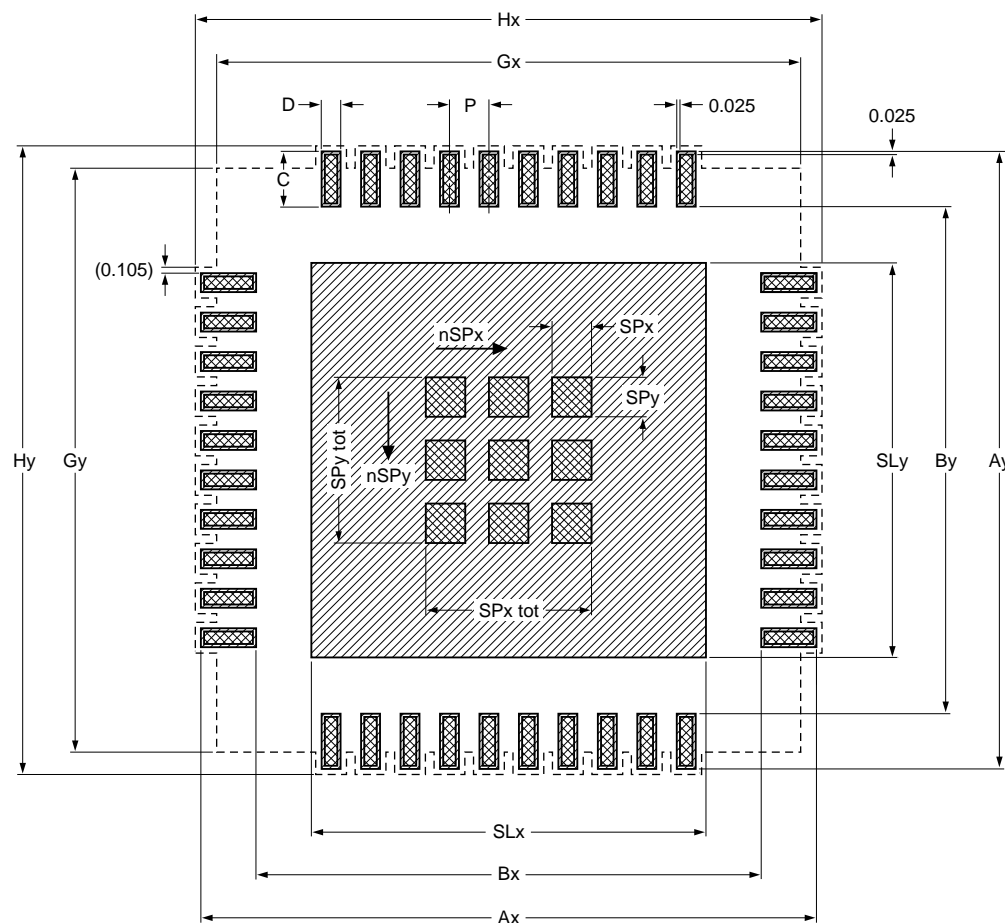 Hx
Gx
D
P
0.025
0.025
C
(0.105)
nSPx
SPx
SPy
SPy tot
nSPy
Hy
Gy
SLy
By
Ay
SPx tot
SLx
Bx
Ax